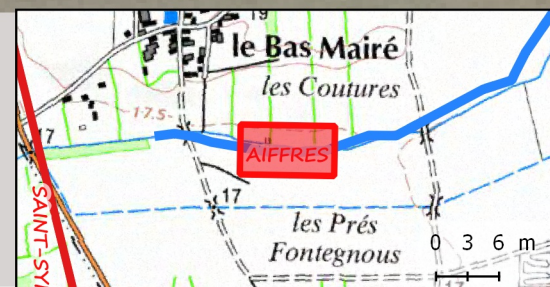 19
le Bas Mairé
les Coutures
17.5
17
AIFFRES
SAINT-SY
17
les Prés
Fontegnous
0 3 6 m
17